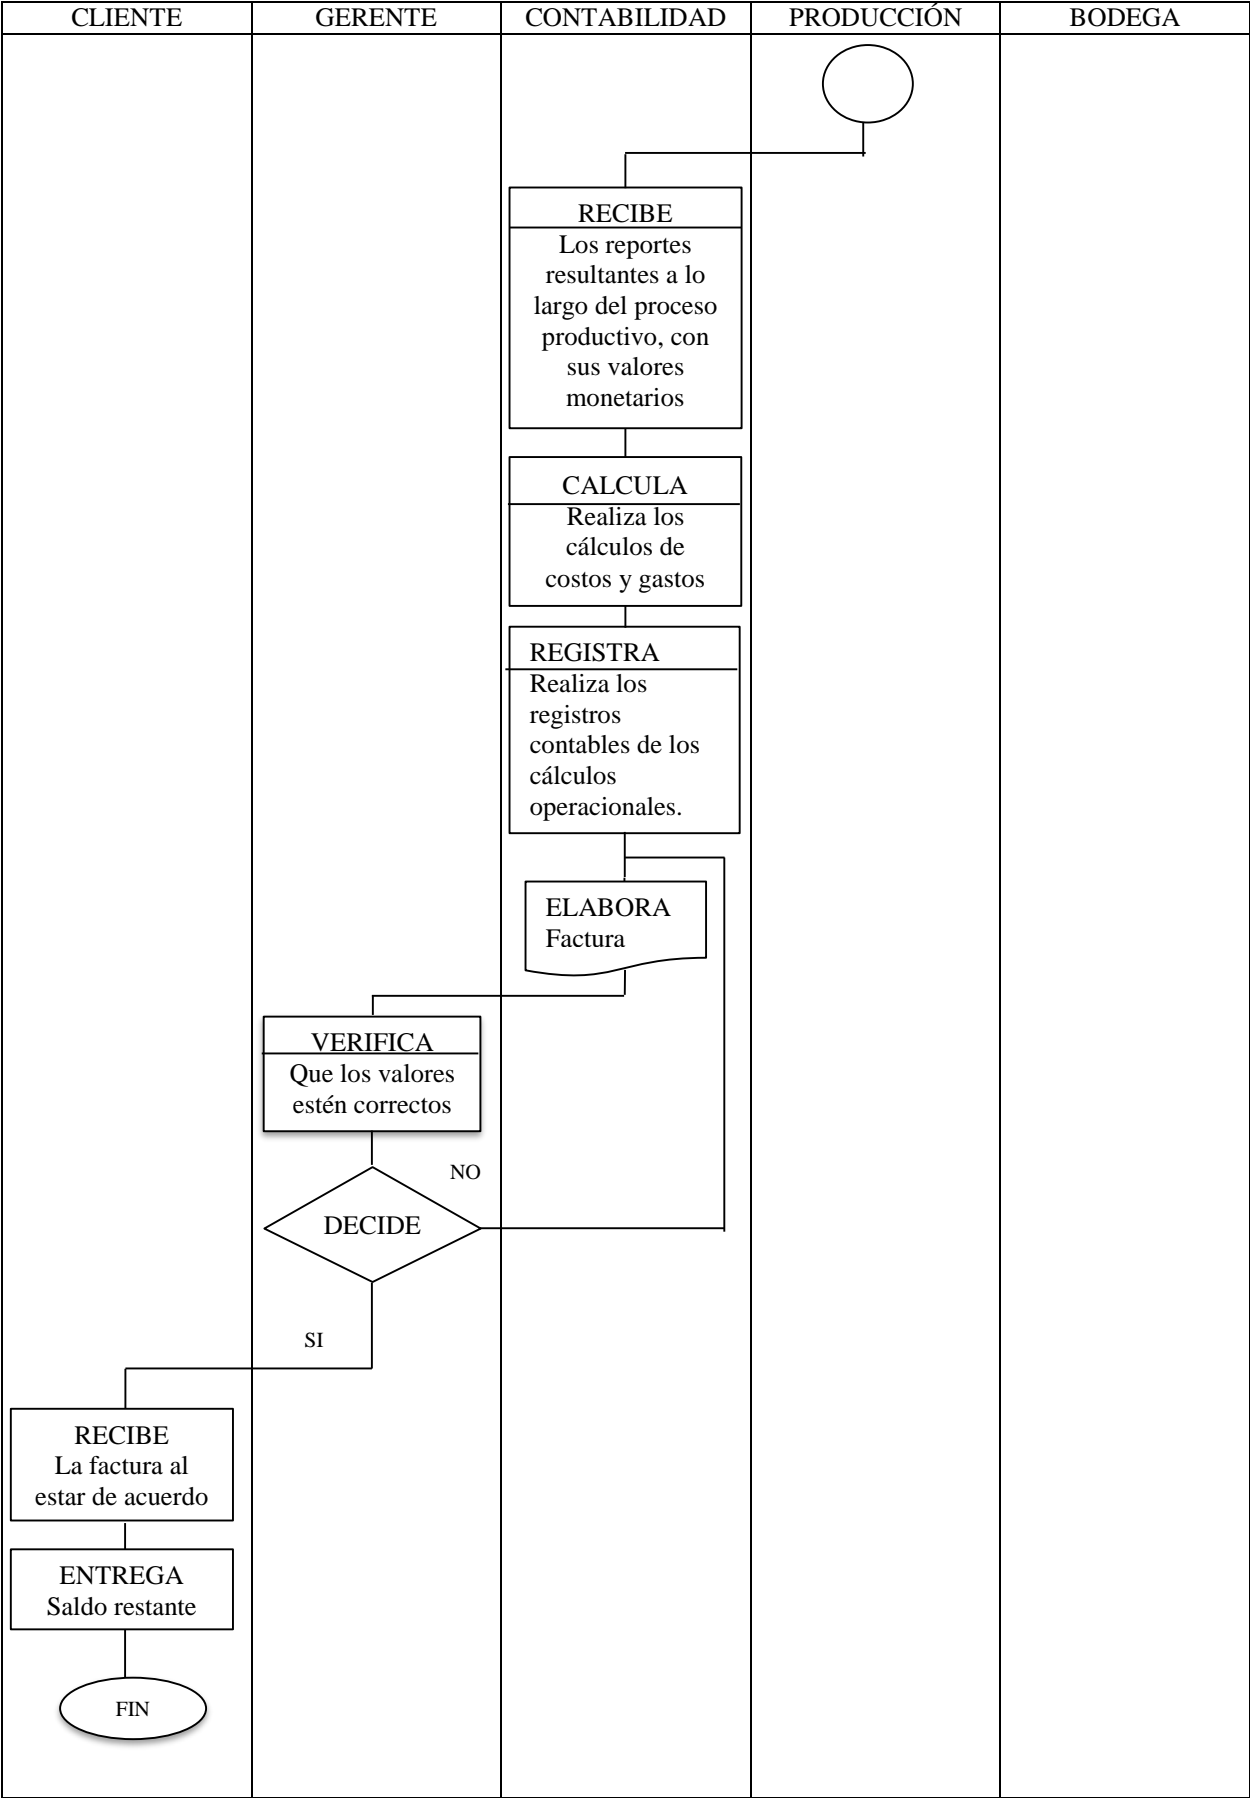 CLIENTE
GERENTE
CONTABILIDAD
PRODUCCIÓN
BODEGA
RECIBE
Los reportes
resultantes a lo
largo del proceso
productivo, con
sus valores
monetarios
CALCULA
Realiza los
cálculos de
costos y gastos
REGISTRA
Realiza los
registros
contables de los
cálculos
operacionales.
ELABORA
Factura
VERIFICA
Que los valores
estén correctos
NO
DECIDE
SI
RECIBE
La factura al
estar de acuerdo
ENTREGA
Saldo restante
FIN